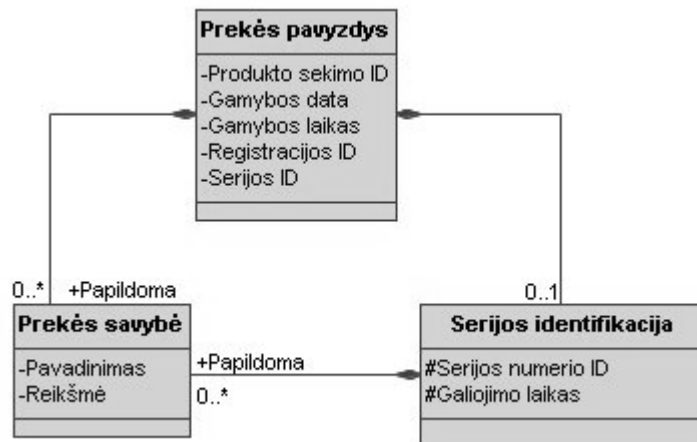 Prekės pavyzdys
-Produkto sekimo ID
-Gamybos data
-Gamybos laikas
-Registracijos ID
-Serijos ID
0..* +Papildoma
0..1
Prekės savybė
-Pavadinimas
-Reikšmė
+Papildoma
0..*
Serijos identifikacija
#Serijos numerio ID
#Galiojimo laikas